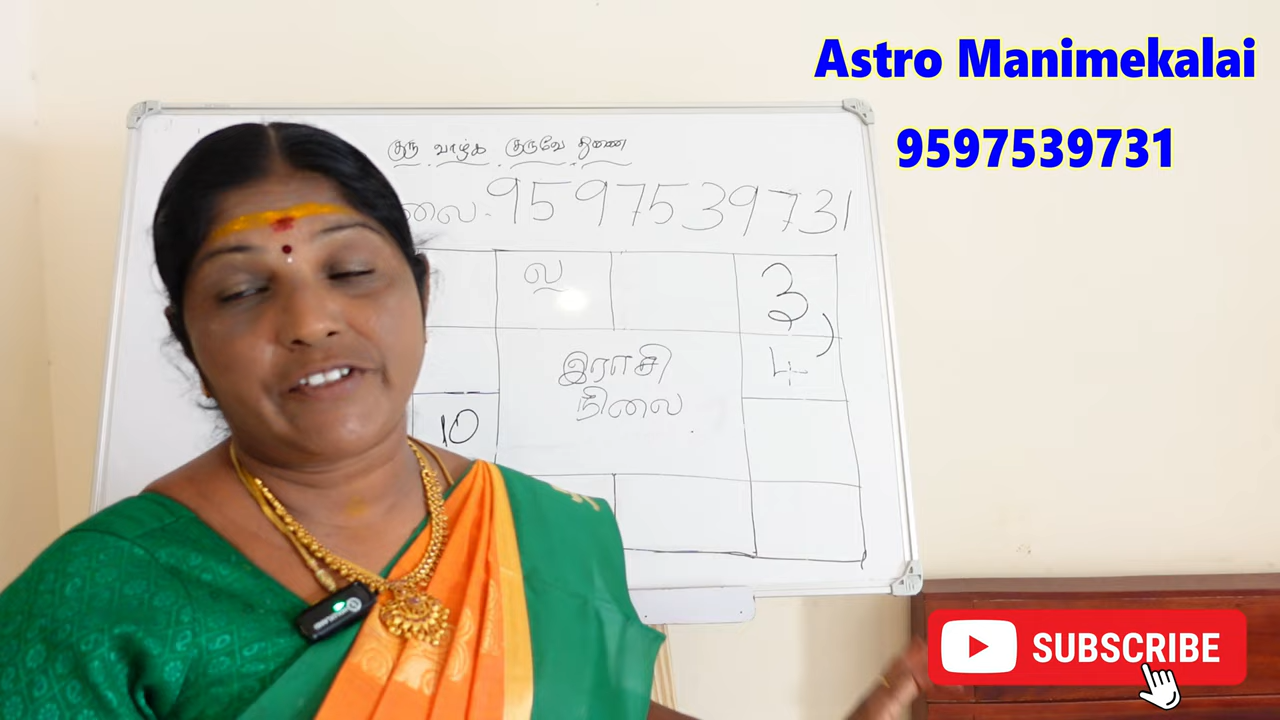 Astro Manimekalai
9597539731
குரு வாழ்க குருவே துணை
லை. 9597539731
ல
3
4
இராசி
நிலை
10
SUBSCRIBE